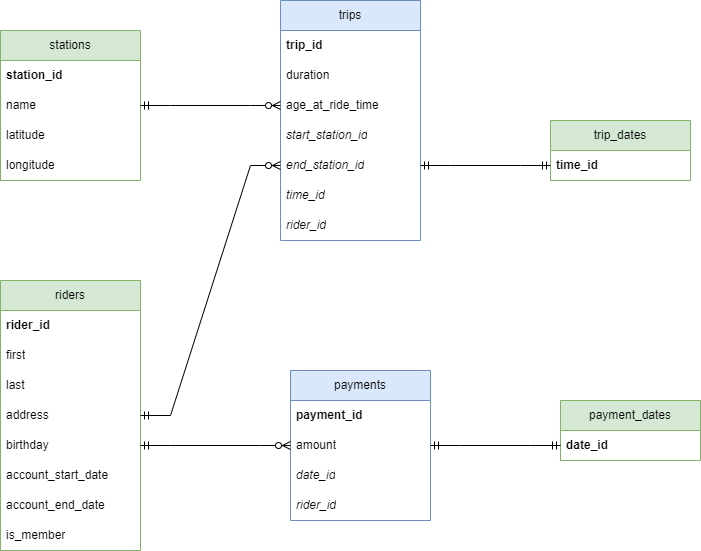 stations
station_id
name
latitude
longitude
trips
trip_id
duration
age_at_ride_time
start_station_id
end_station_id
time_id
rider_id
trip_dates
time_id
riders
rider_id
first
last
address
birthday
account_start_date
account_end_date
is_member
payments
payment_id
amount
date_id
rider_id
payment_dates
date_id